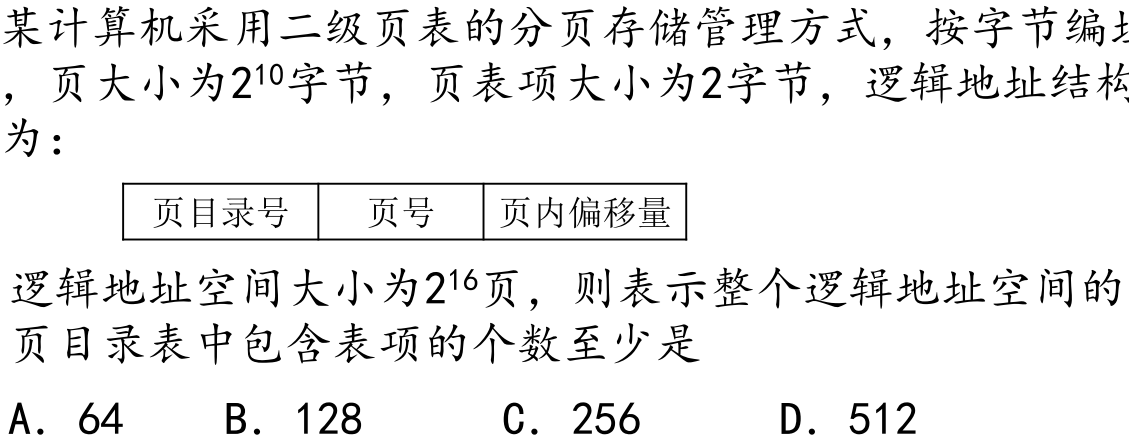 某计算机采用二级页表的分页存储管理方式，按字节编址
，页大小为2¹⁰字节，页表项大小为2字节，逻辑地址结构
为：
页目录号 页号 页内偏移量
逻辑地址空间大小为2¹⁶页，则表示整个逻辑地址空间的
页目录表中包含表项的个数至少是
A. 64 B. 128 C. 256 D. 512